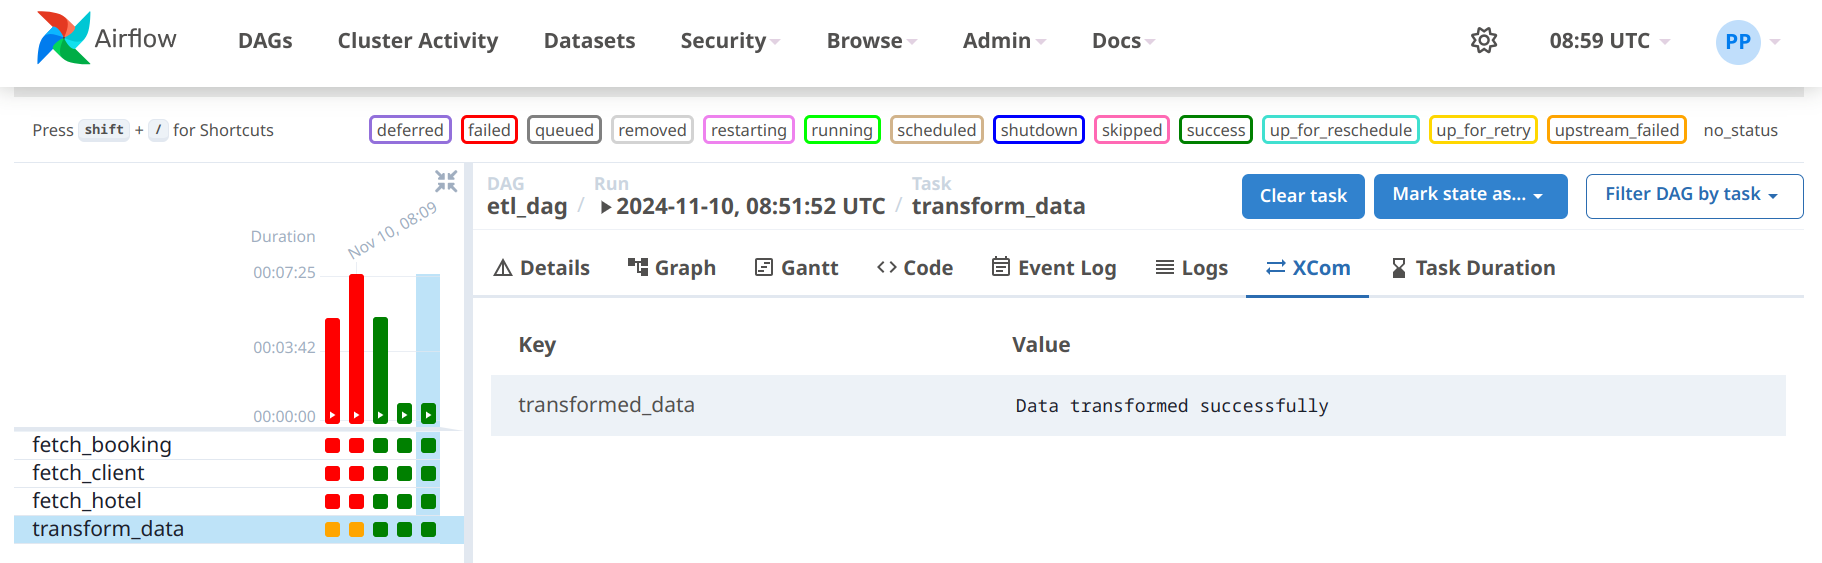 Airflow DAGs Cluster Activity Datasets Security Browse Admin Docs 08:59 UTC PP
Press shift + / for Shortcuts deferred failed queued removed restarting running scheduled shutdown skipped success up_for_reschedule up_for_retry upstream_failed no_status
DAG Run Task
etl_dag / 2024-11-10, 08:51:52 UTC / transform_data Clear task Mark state as... Filter DAG by task
Nov 10, 08:09
Duration
00:07:25
00:03:42
00:00:00
fetch_booking
fetch_client
fetch_hotel
transform_data
Details Graph Gantt Code Event Log Logs XCom Task Duration
Key Value
transformed_data Data transformed successfully